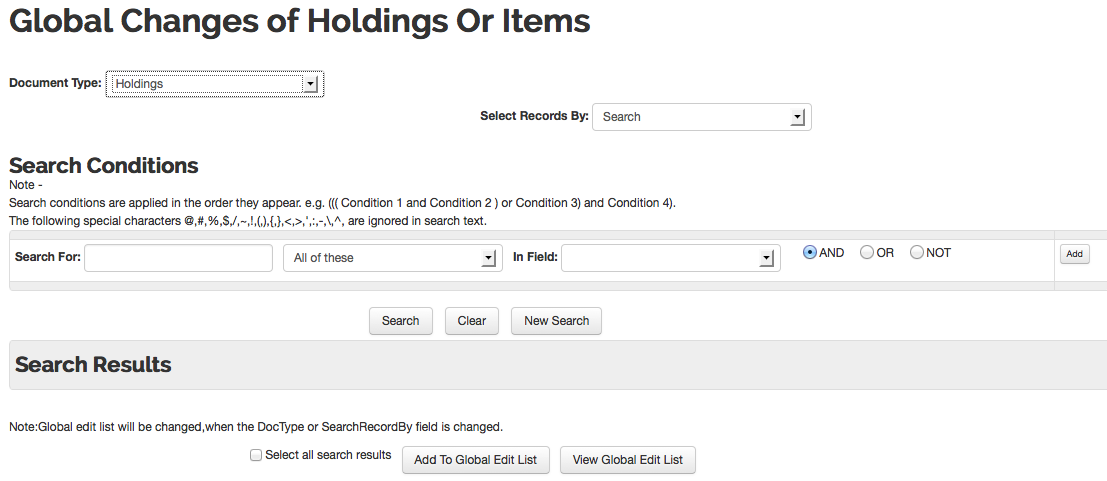 Global Changes of Holdings Or Items
Document Type: Holdings
Select Records By: Search
Search Conditions
Note -
Search conditions are applied in the order they appear. e.g. ((( Condition 1 and Condition 2 ) or Condition 3) and Condition 4).
The following special characters @,#,%,$,/,~,!,(,),{,},<,>,',:,-,\,^, are ignored in search text.
Search For: All of these In Field: AND OR NOT Add
Search Clear New Search
Search Results
Note:Global edit list will be changed,when the DocType or SearchRecordBy field is changed.
Select all search results Add To Global Edit List View Global Edit List